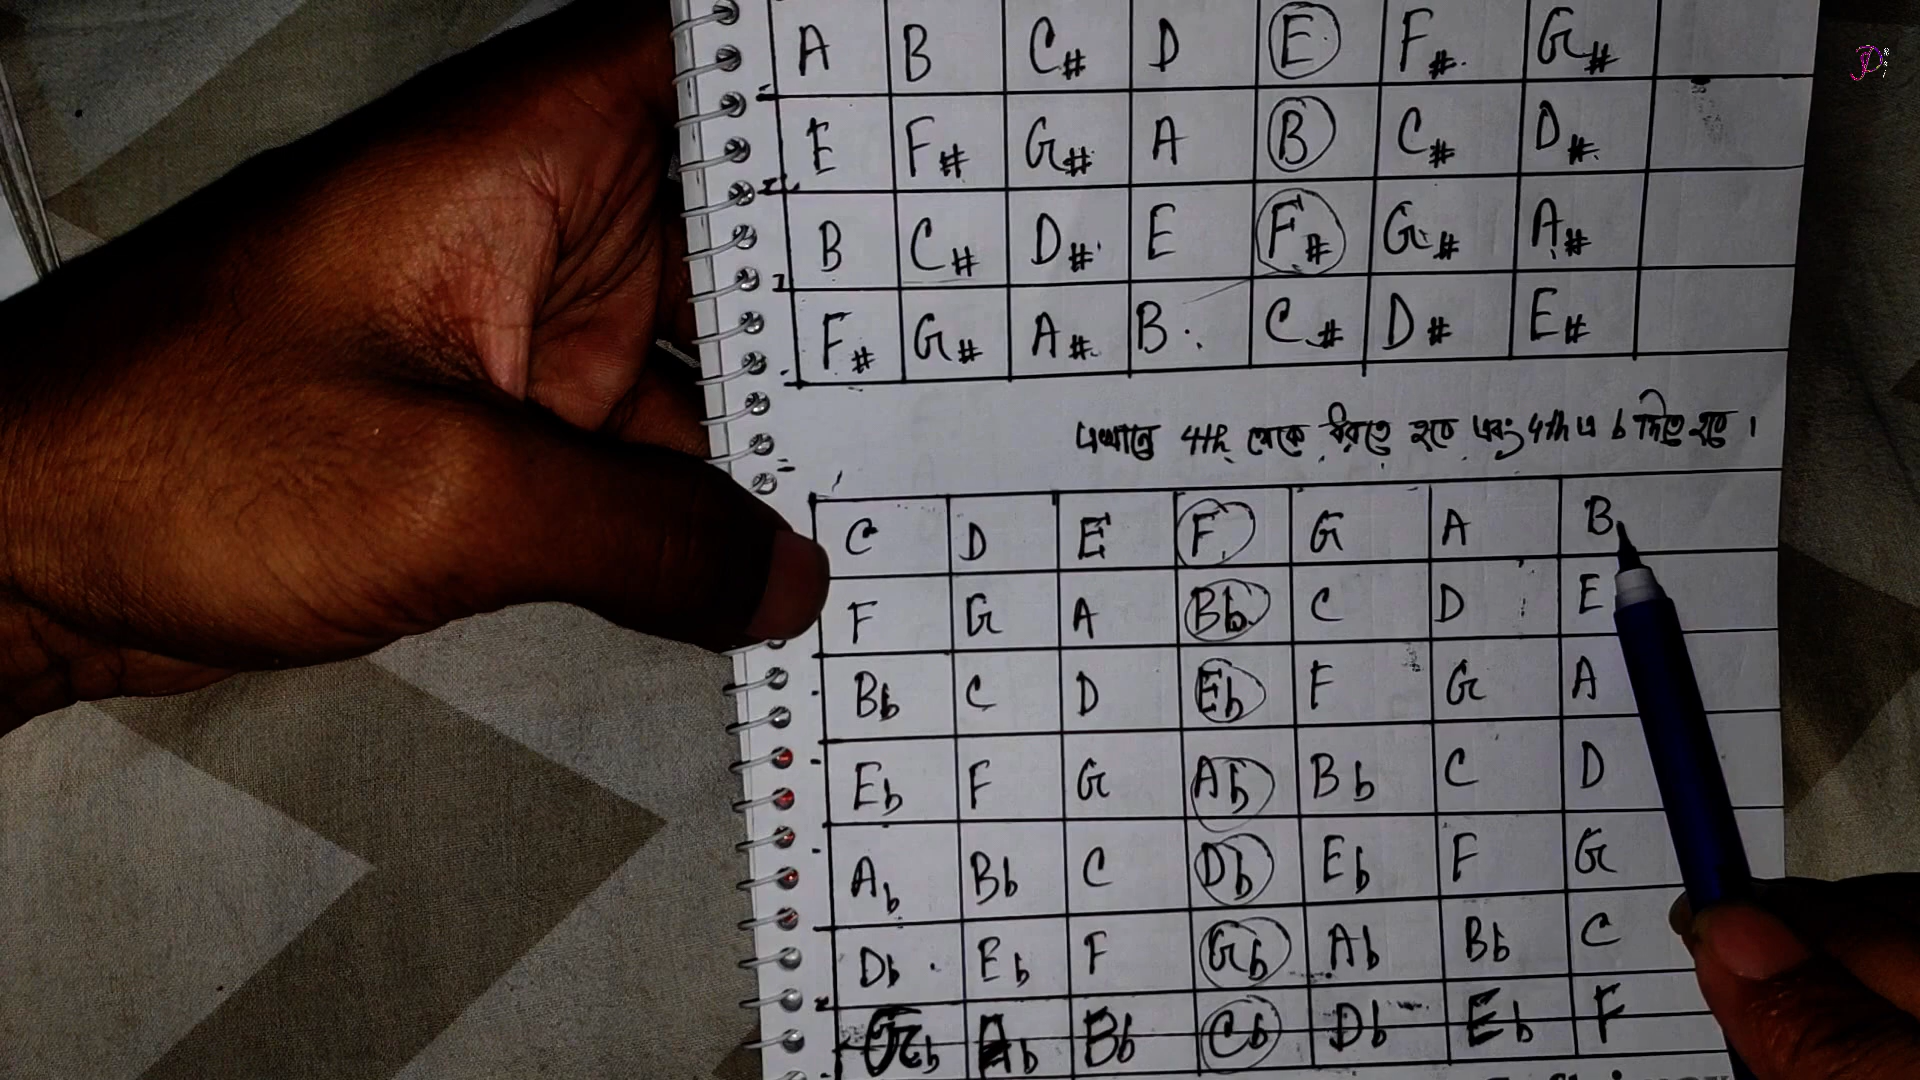 A B C# D E F# G#
E F# G# A B C# D#
B C# D# E F# G# A#
F# G# A# B C# D# E#
এখানে 4th থেকে ধরতে হবে এবং 4th এ b দিতে হবে।
C D E F G A B
F G A Bb C D E
Bb C D Eb F G A
Eb F G Ab Bb C D
Ab Bb C Db Eb F G
Db Eb F Gb Ab Bb C
Gb Ab Bb Cb Db Eb F